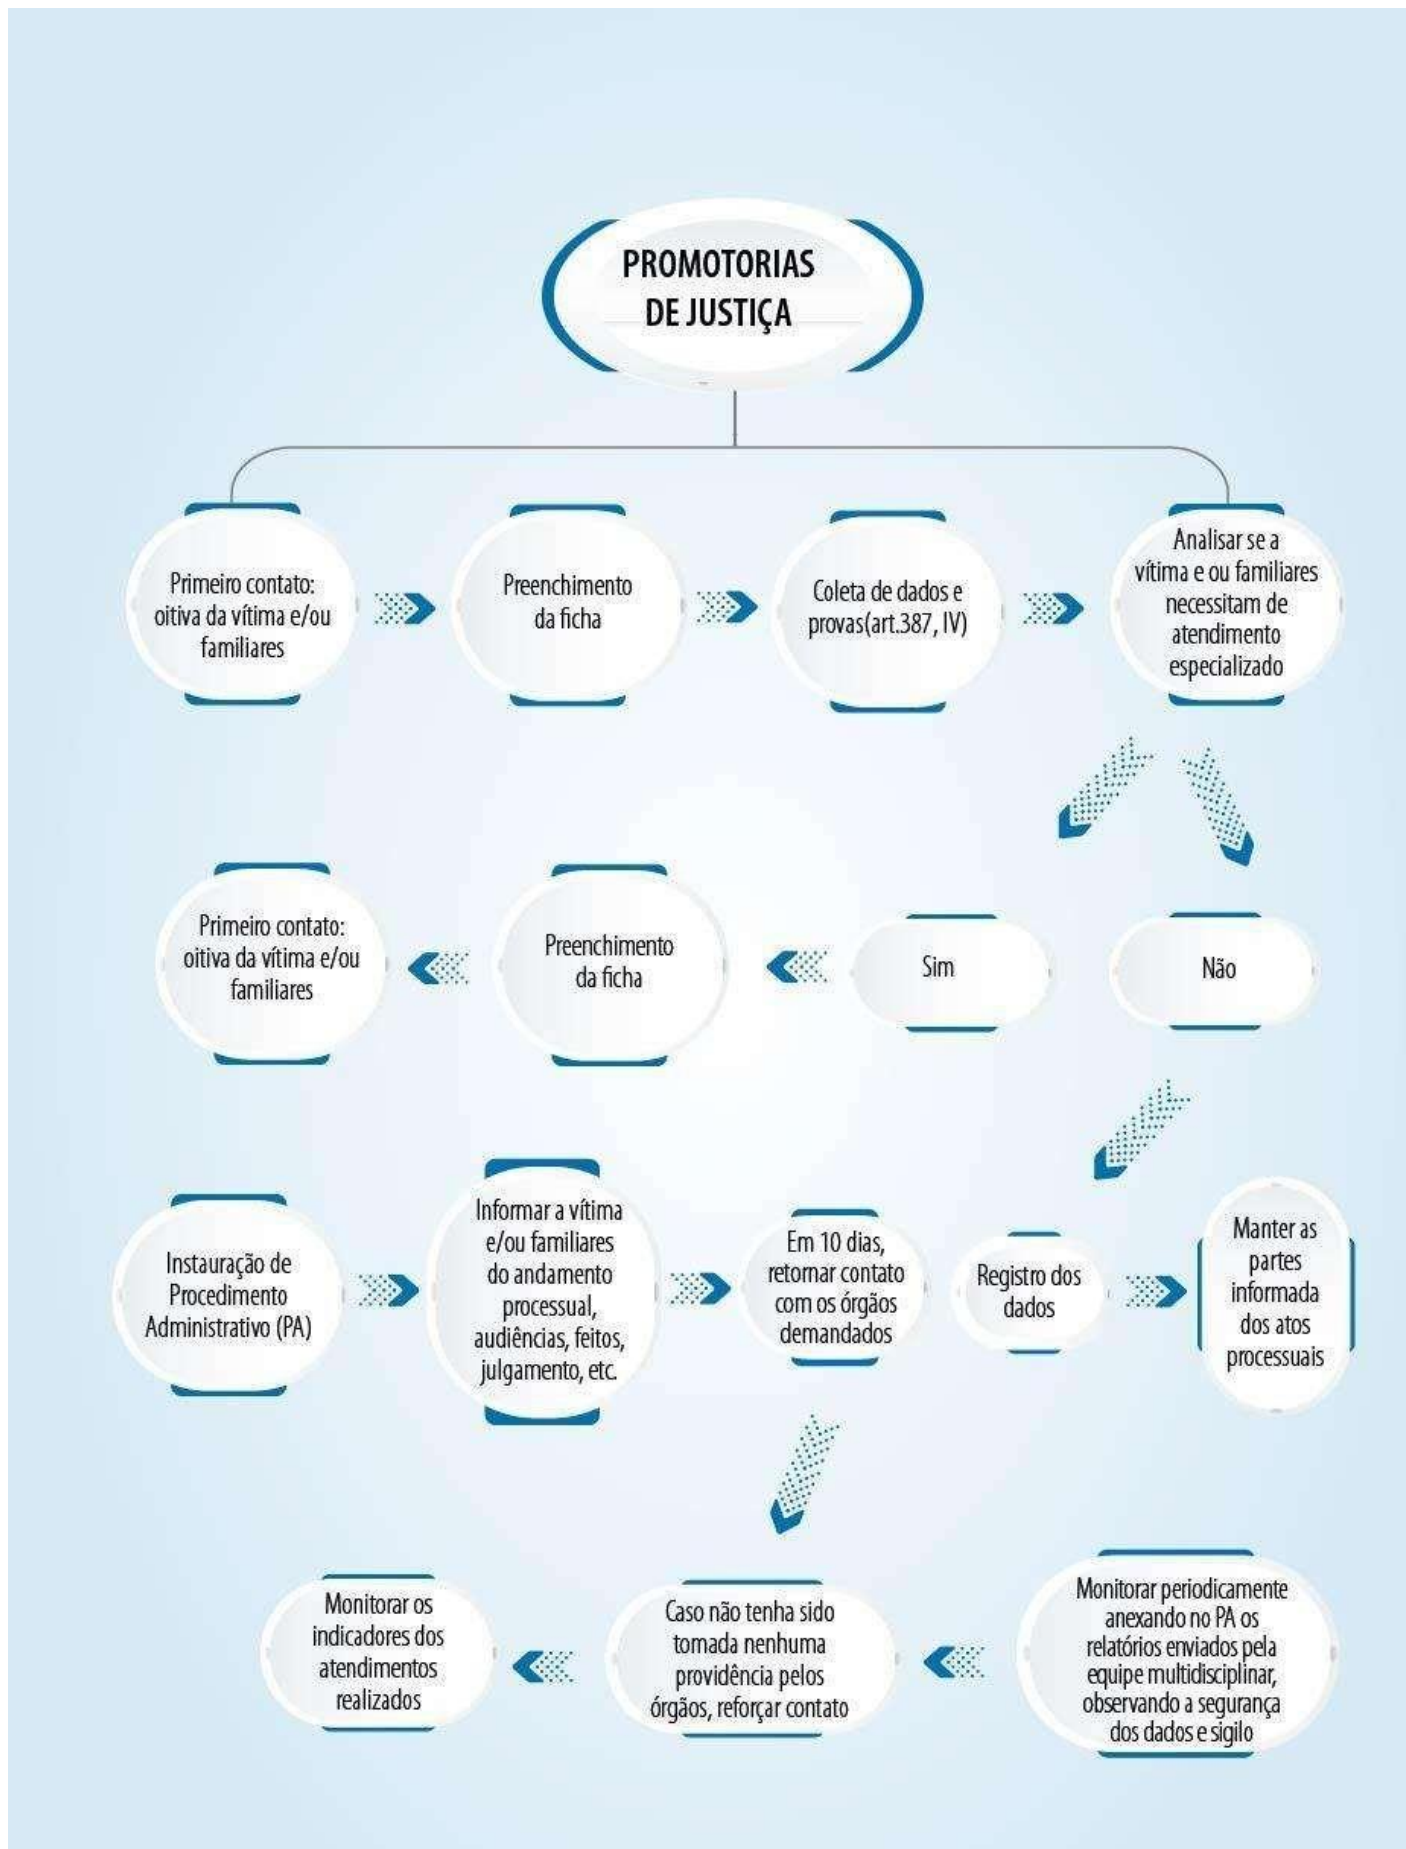 PROMOTORIAS
DE JUSTIÇA
Primeiro contato:
oitiva da vítima e/ou
familiares
Preenchimento
da ficha
Coleta de dados e
provas(art.387, IV)
Analisar se a
vítima e ou familiares
necessitam de
atendimento
especializado
Primeiro contato:
oitiva da vítima e/ou
familiares
Preenchimento
da ficha
Sim
Não
Instauração de
Procedimento
Administrativo (PA)
Informar a vítima
e/ou familiares
do andamento
processual,
audiências, feitos,
julgamento, etc.
Em 10 dias,
retornar contato
com os órgãos
demandados
Registro dos
dados
Manter as
partes
informada
dos atos
processuais
Monitorar os
indicadores dos
atendimentos
realizados
Caso não tenha sido
tomada nenhuma
providência pelos
órgãos, reforçar contato
Monitorar periodicamente
anexando no PA os
relatórios enviados pela
equipe multidisciplinar,
observando a segurança
dos dados e sigilo